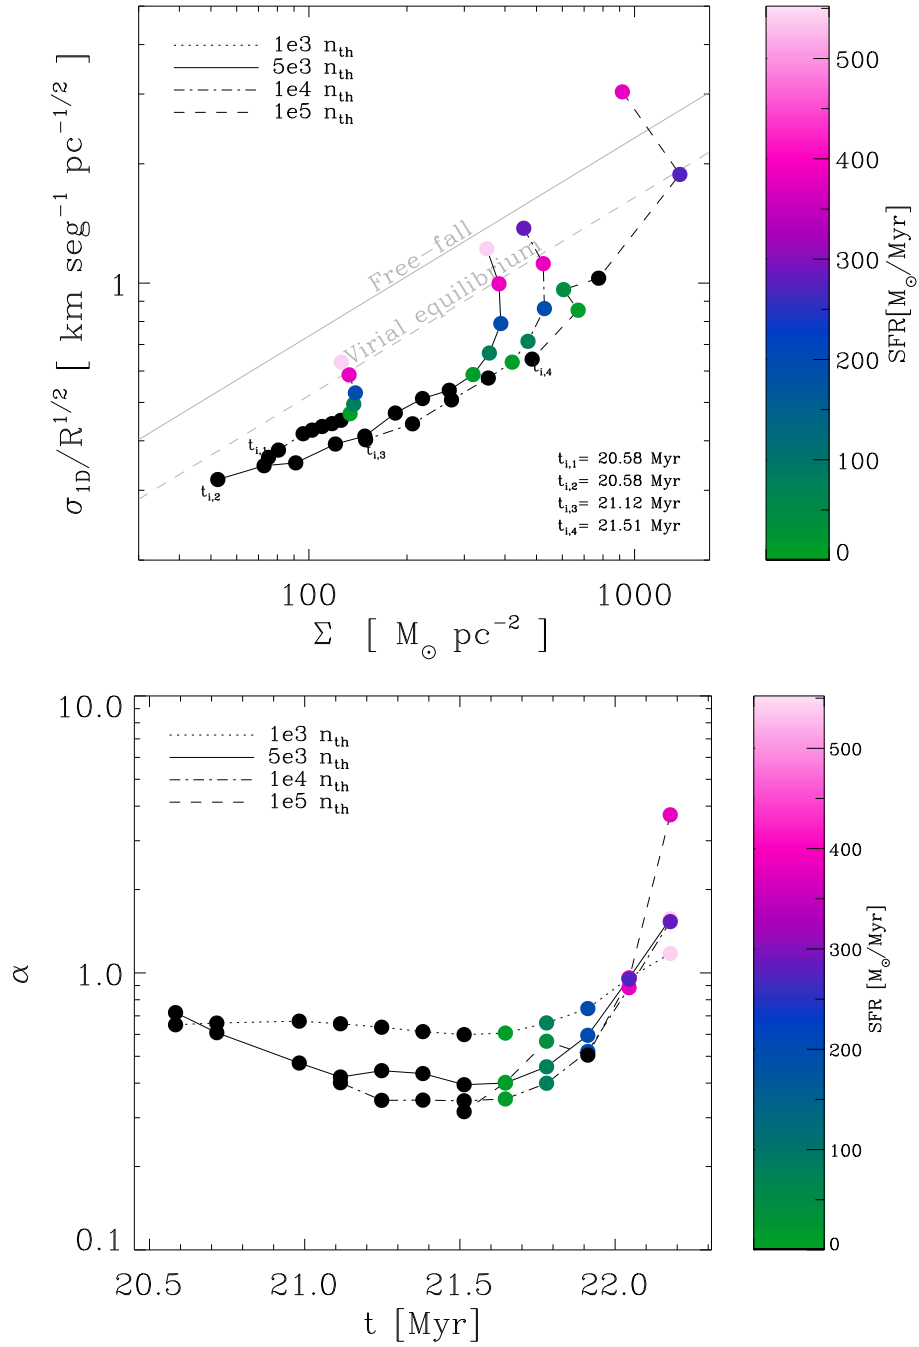 1e3 n_th
5e3 n_th
1e4 n_th
1e5 n_th
σ_1D/R^1/2 [ km seg^-1 pc^-1/2 ]
1
Free-fall
Virial equilibrium
t_i,1
t_i,2
t_i,3
t_i,4
t_i,1= 20.58 Myr
t_i,2= 20.58 Myr
t_i,3= 21.12 Myr
t_i,4= 21.51 Myr
100 1000
Σ [ M_⊙ pc^-2 ]
500
400
300
200
100
0
SFR[M_⊙/Myr]
1e3 n_th
5e3 n_th
1e4 n_th
1e5 n_th
10.0
1.0
0.1
α
20.5 21.0 21.5 22.0
t [Myr]
500
400
300
200
100
0
SFR [M_⊙/Myr]